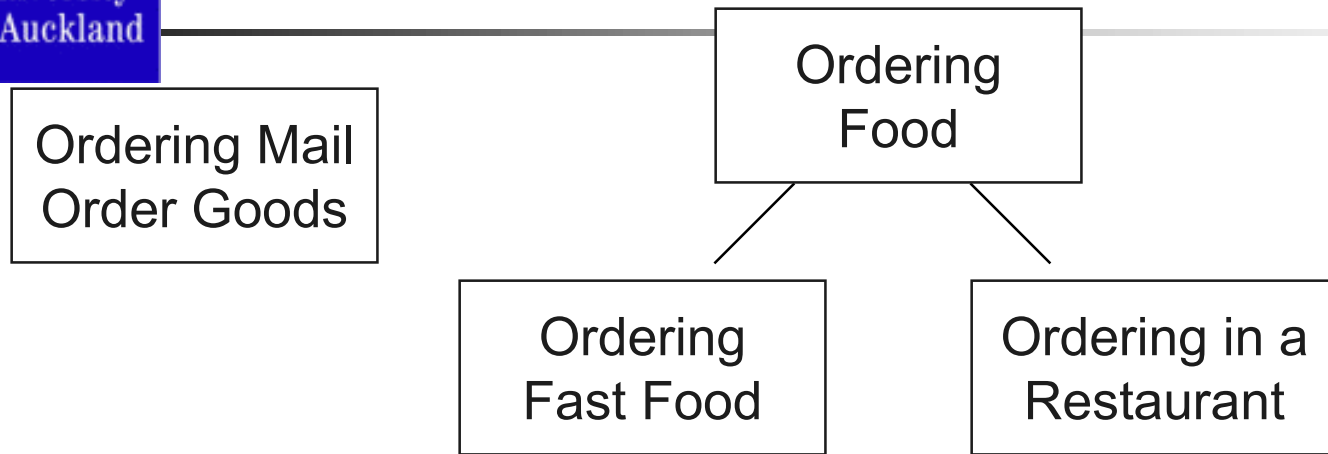 Auckland
Ordering
Food
Ordering Mail
Order Goods
Ordering
Fast Food
Ordering in a
Restaurant